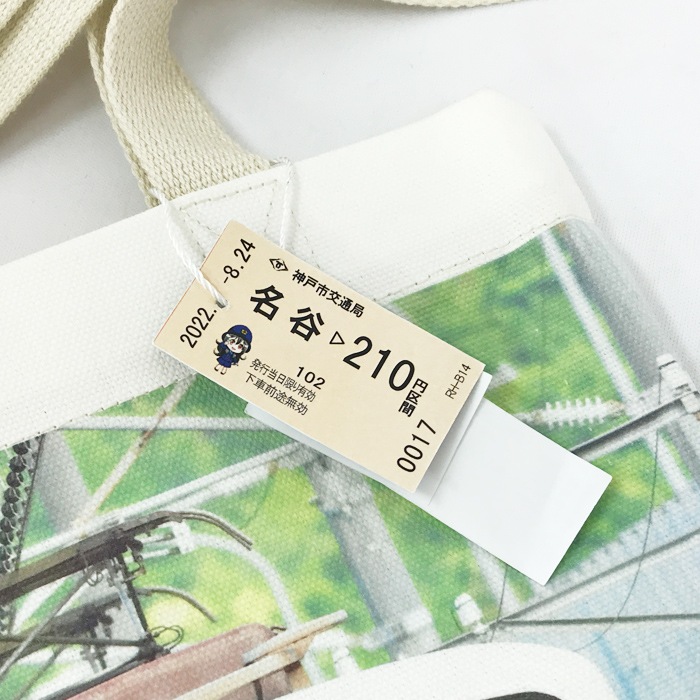 2022.-8.24
神戸市交通局
名谷▷210円区間
102
発行当日限り有効
下車前途無効
0017